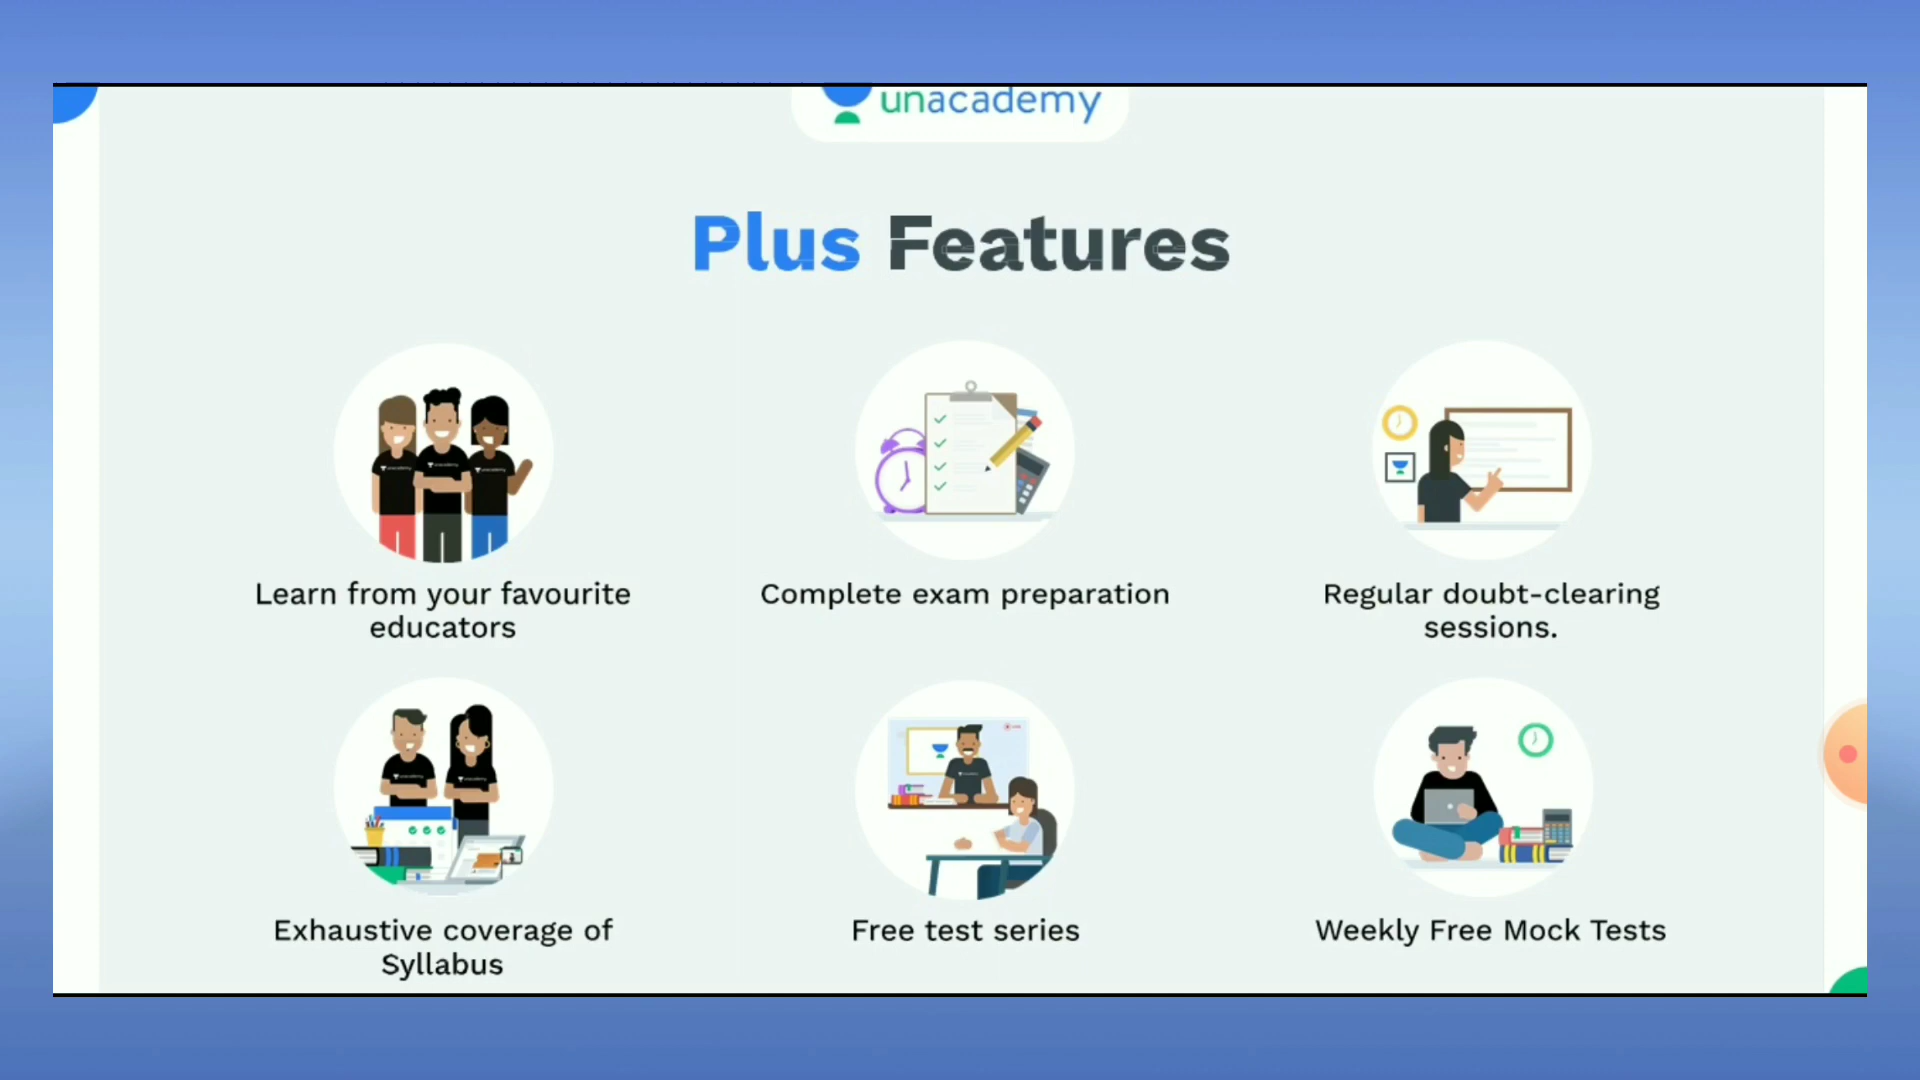 unacademy
Plus Features
Learn from your favourite
educators
Complete exam preparation
Regular doubt-clearing
sessions.
Exhaustive coverage of
Syllabus
Free test series
Weekly Free Mock Tests